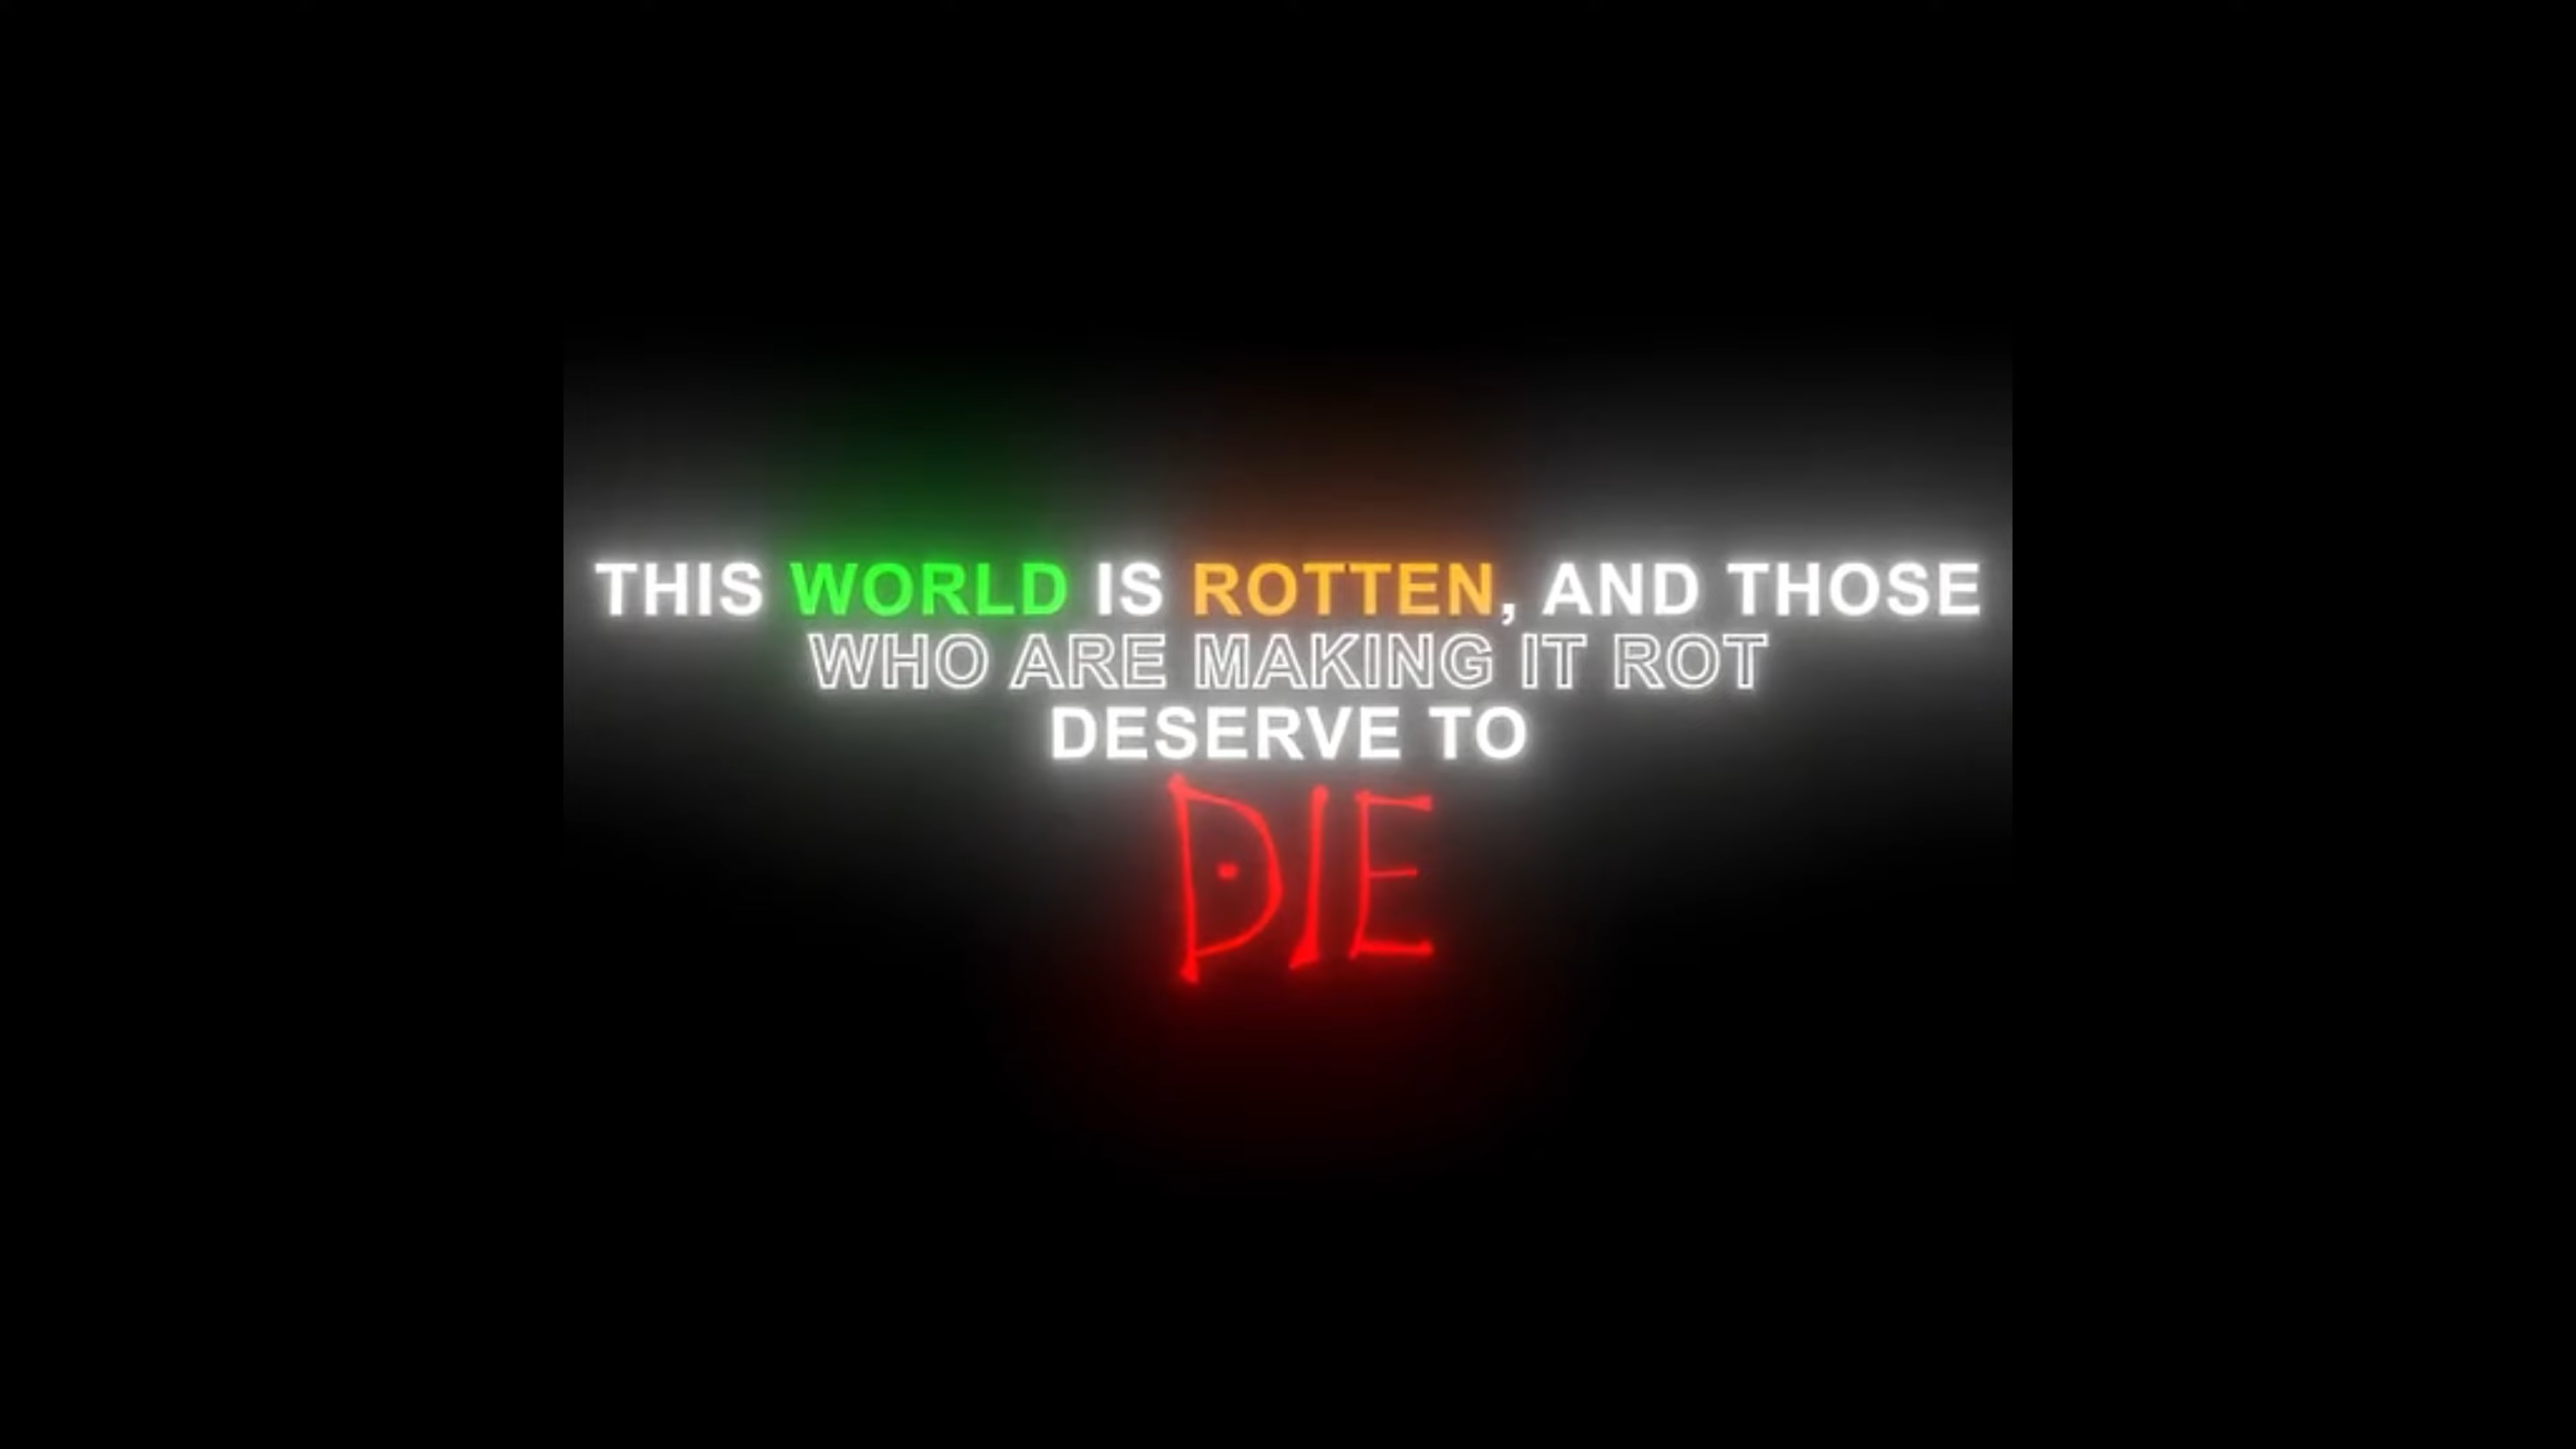 THIS WORLD IS ROTTEN, AND THOSE
WHO ARE MAKING IT ROT
DESERVE TO
DIE